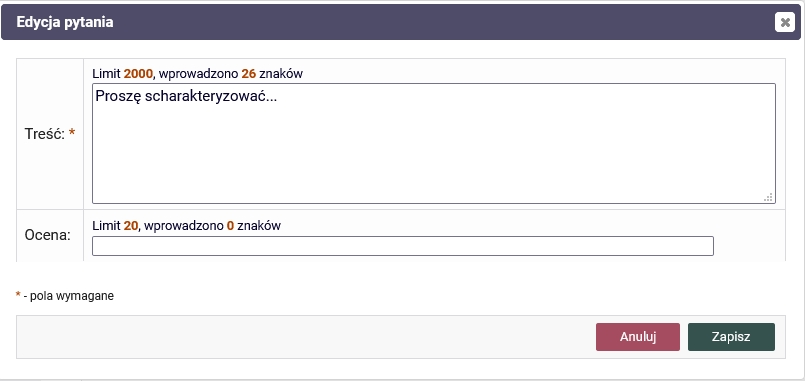 Edycja pytania
Limit 2000, wprowadzono 26 znaków
Treść: *
Proszę scharakteryzować...
Limit 20, wprowadzono 0 znaków
Ocena:
* - pola wymagane
Anuluj Zapisz